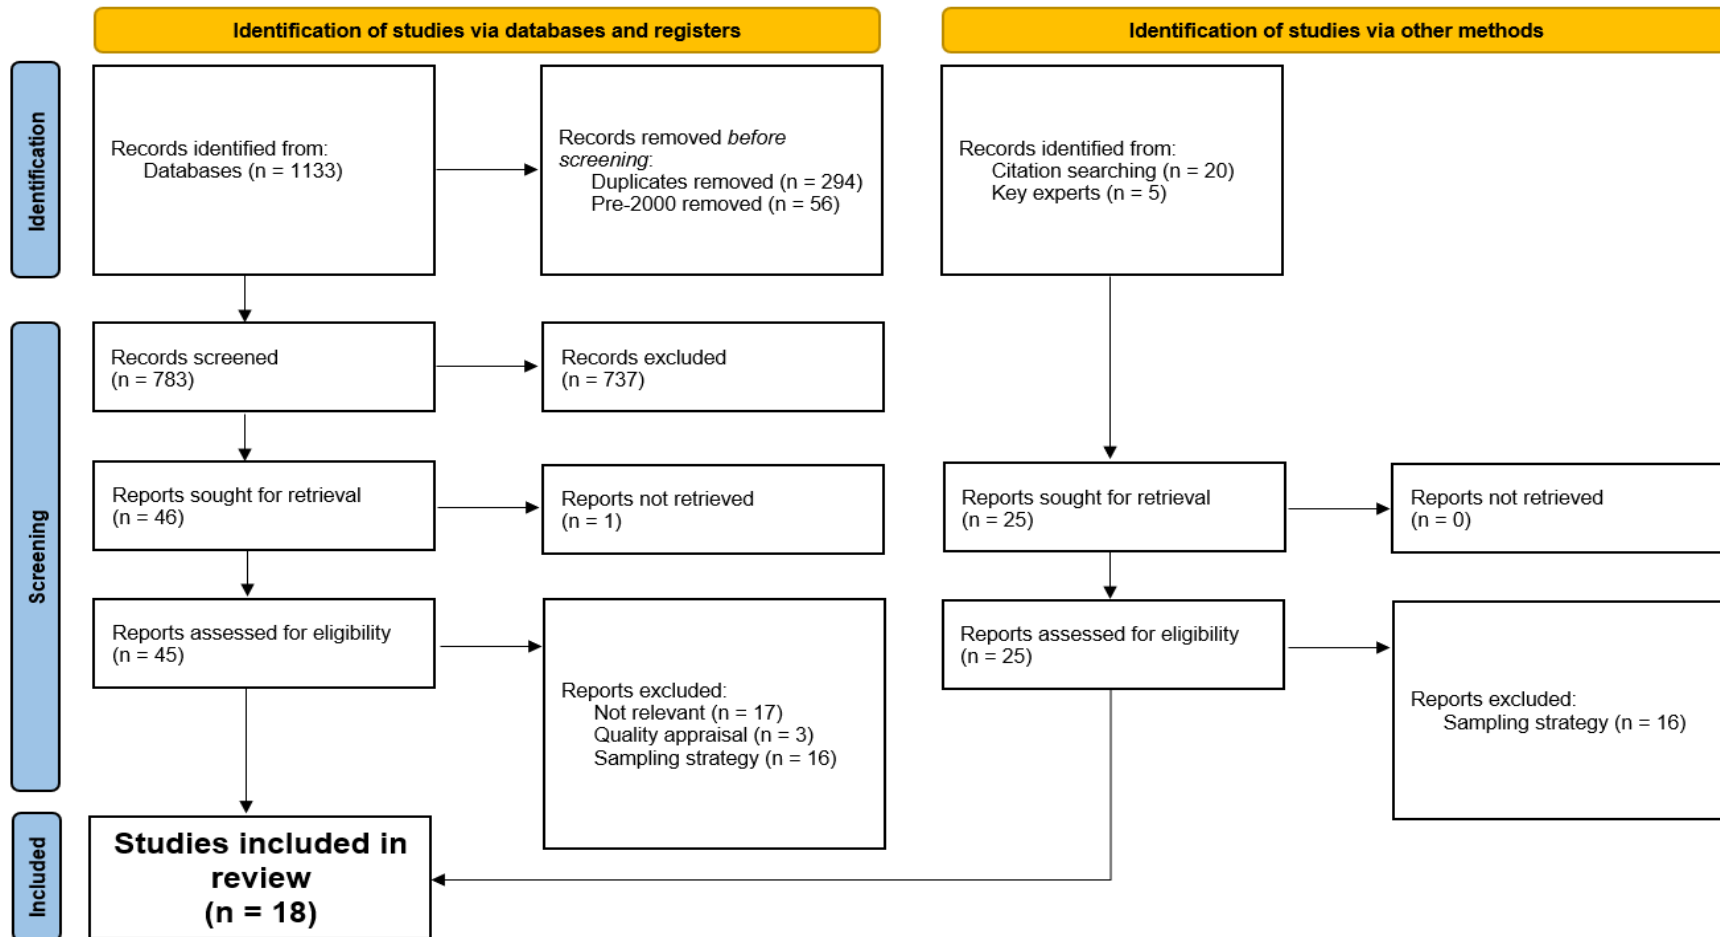 Identification of studies via databases and registers
Identification of studies via other methods
Identification
Records identified from:
Databases (n = 1133)
Records removed before
screening:
Duplicates removed (n = 294)
Pre-2000 removed (n = 56)
Records identified from:
Citation searching (n = 20)
Key experts (n = 5)
Screening
Records screened
(n = 783)
Records excluded
(n = 737)
Reports sought for retrieval
(n = 46)
Reports not retrieved
(n = 1)
Reports sought for retrieval
(n = 25)
Reports not retrieved
(n = 0)
Reports assessed for eligibility
(n = 45)
Reports excluded:
Not relevant (n = 17)
Quality appraisal (n = 3)
Sampling strategy (n = 16)
Reports assessed for eligibility
(n = 25)
Reports excluded:
Sampling strategy (n = 16)
Included
Studies included in
review
(n = 18)